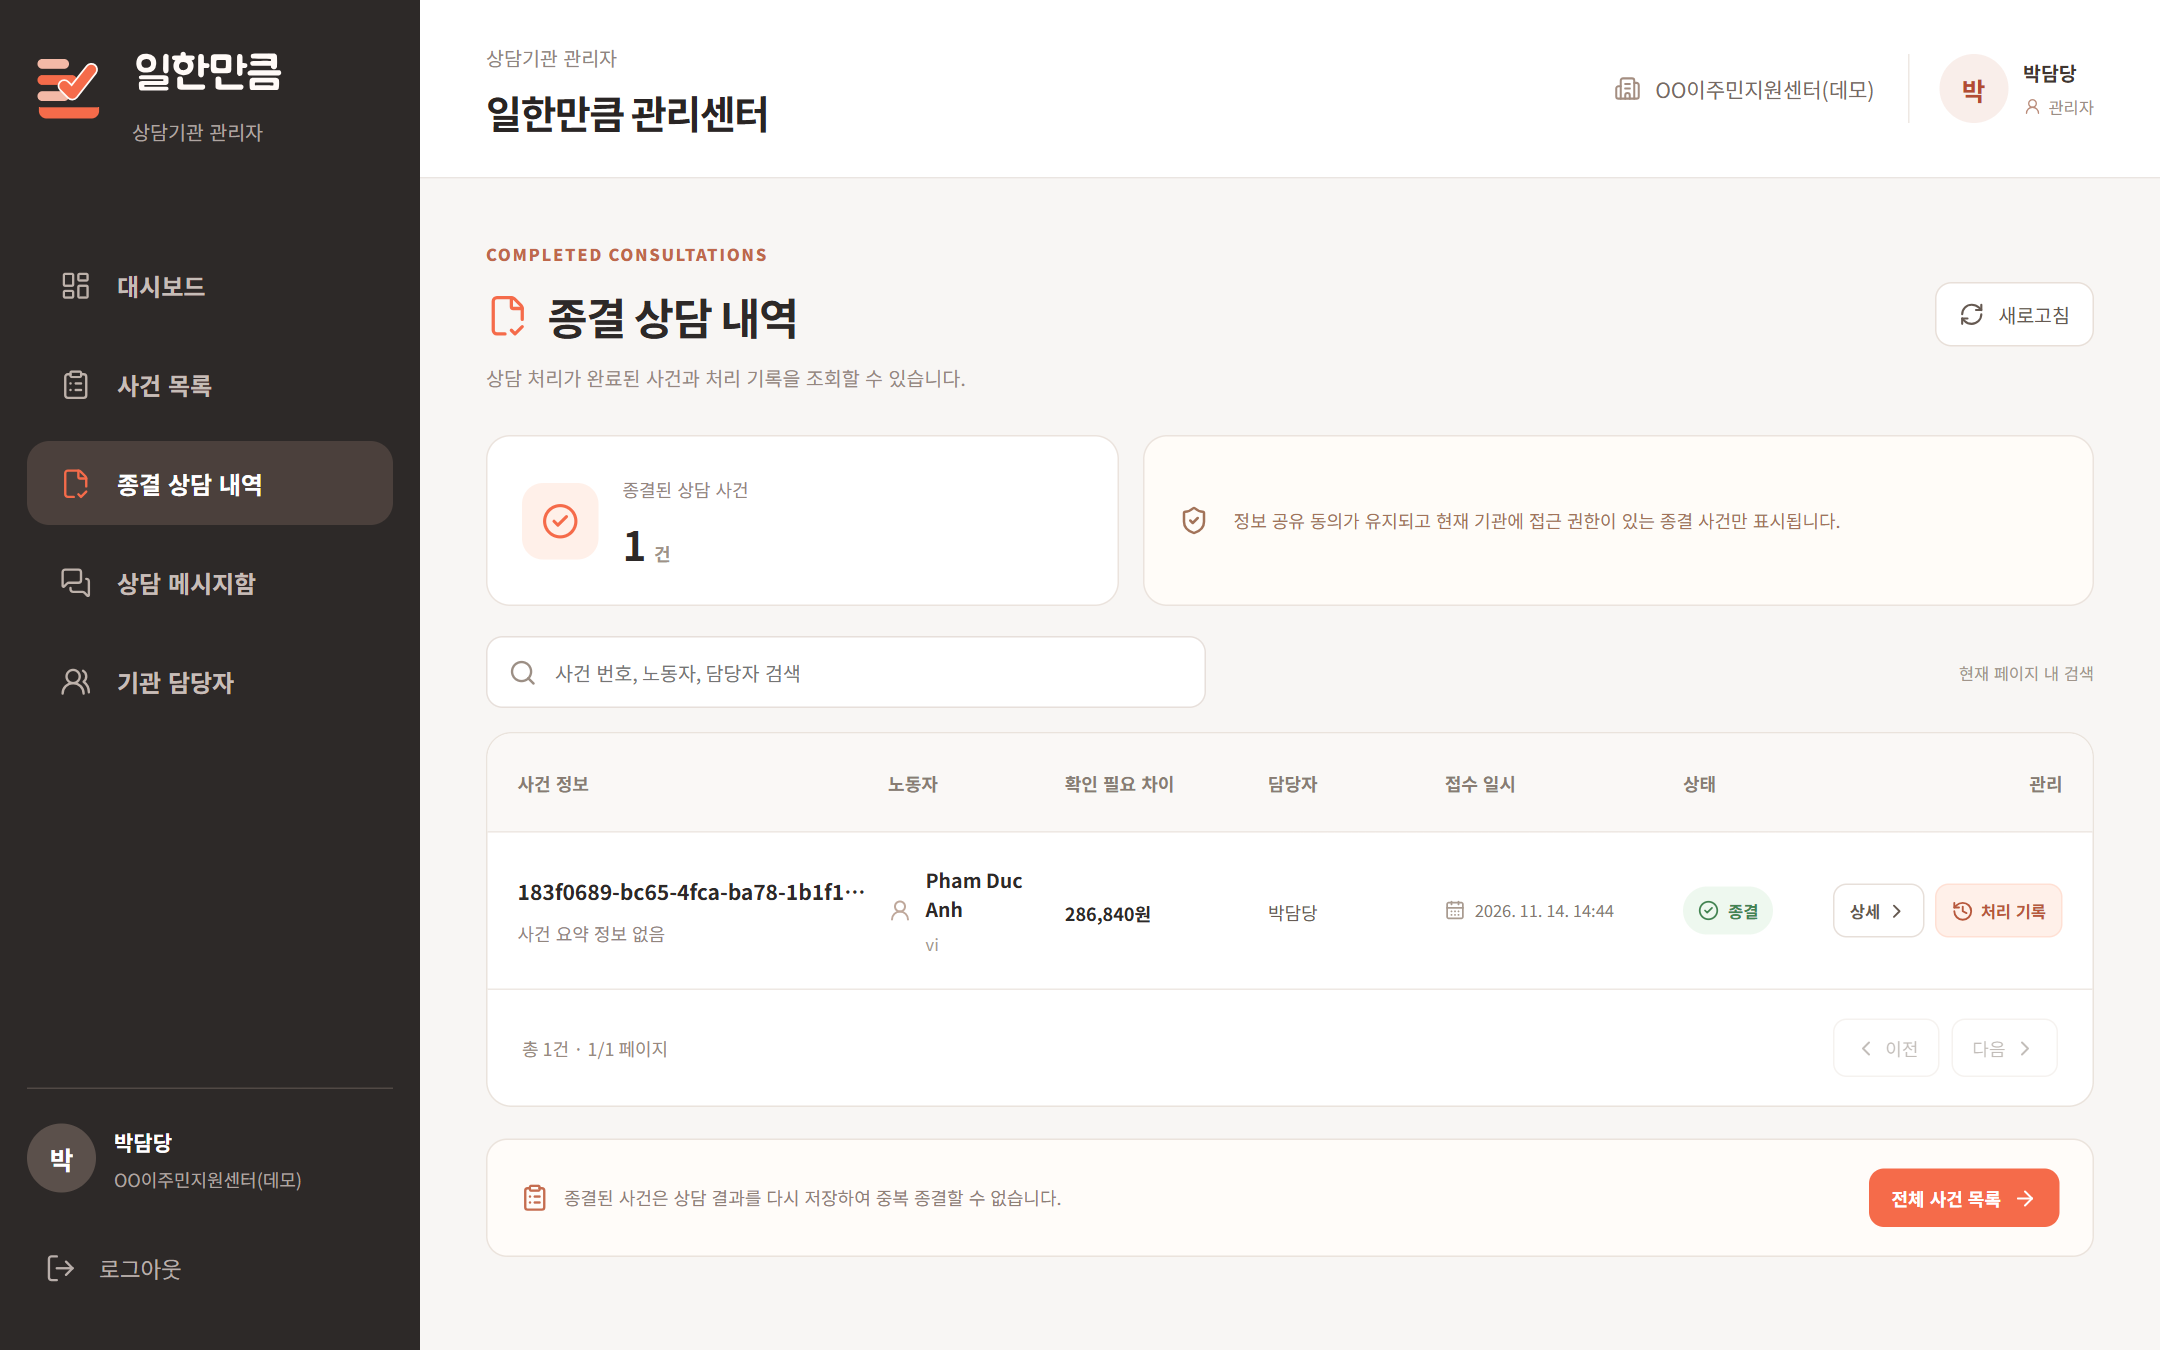 일한만큼
상담기관 관리자
대시보드
사건 목록
종결 상담 내역
상담 메시지함
기관 담당자
박
박담당
OO이주민지원센터(데모)
로그아웃
상담기관 관리자
일한만큼 관리센터
OO이주민지원센터(데모)
박
박담당
관리자
COMPLETED CONSULTATIONS
종결 상담 내역
상담 처리가 완료된 사건과 처리 기록을 조회할 수 있습니다.
새로고침
종결된 상담 사건
1 건
정보 공유 동의가 유지되고 현재 기관에 접근 권한이 있는 종결 사건만 표시됩니다.
사건 번호, 노동자, 담당자 검색
현재 페이지 내 검색
사건 정보 노동자 확인 필요 차이 담당자 접수 일시 상태 관리
183f0689-bc65-4fca-ba78-1b1f1…
사건 요약 정보 없음
Pham Duc
Anh
vi
286,840원
박담당
2026. 11. 14. 14:44
종결
상세
처리 기록
총 1건 · 1/1 페이지
이전
다음
종결된 사건은 상담 결과를 다시 저장하여 중복 종결할 수 없습니다.
전체 사건 목록